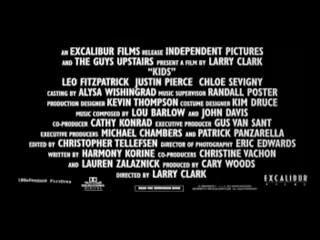 AN EXCALIBUR FILMS RELEASE INDEPENDENT PICTURES
AND THE GUYS UPSTAIRS PRESENT A FILM BY LARRY CLARK
"KIDS"
LEO FITZPATRICK JUSTIN PIERCE CHLOE SEVIGNY
CASTING BY ALYSA WISHINGRAD MUSIC SUPERVISOR RANDALL POSTER
PRODUCTION DESIGNER KEVIN THOMPSON COSTUME DESIGNER KIM DRUCE
MUSIC COMPOSED BY LOU BARLOW AND JOHN DAVIS
CO-PRODUCER CATHY KONRAD EXECUTIVE PRODUCER GUS VAN SANT
EXECUTIVE PRODUCERS MICHAEL CHAMBERS AND PATRICK PANZARELLA
EDITED BY CHRISTOPHER TELLEFSEN DIRECTOR OF PHOTOGRAPHY ERIC EDWARDS
WRITTEN BY HARMONY KORINE CO-PRODUCERS CHRISTINE VACHON
AND LAUREN ZALAZNICK PRODUCED BY CARY WOODS
DIRECTED BY LARRY CLARK
Independent Pictures
EXCALIBUR
FILMS